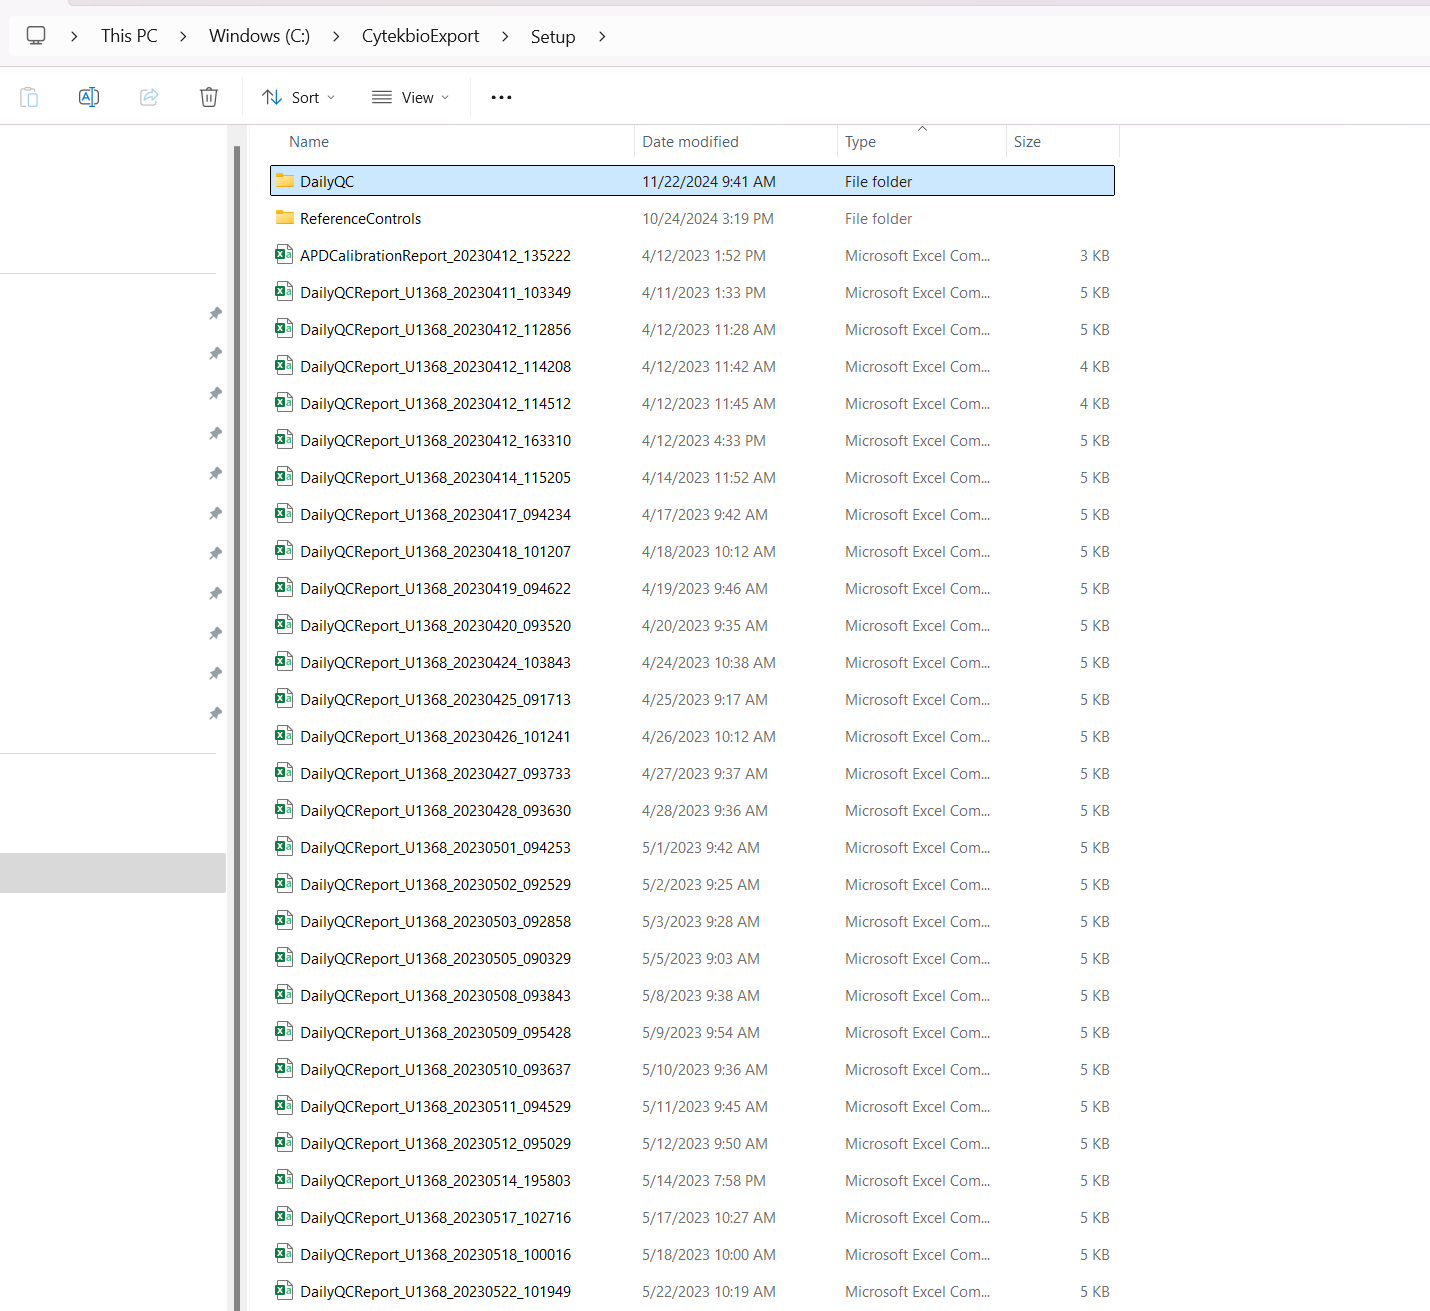 This PC > Windows (C:) > CytekbioExport > Setup >
Sort View ...
Name Date modified Type Size
DailyQC 11/22/2024 9:41 AM File folder
ReferenceControls 10/24/2024 3:19 PM File folder
APDCalibrationReport_20230412_135222 4/12/2023 1:52 PM Microsoft Excel Com... 3 KB
DailyQCReport_U1368_20230411_103349 4/11/2023 1:33 PM Microsoft Excel Com... 5 KB
DailyQCReport_U1368_20230412_112856 4/12/2023 11:28 AM Microsoft Excel Com... 5 KB
DailyQCReport_U1368_20230412_114208 4/12/2023 11:42 AM Microsoft Excel Com... 4 KB
DailyQCReport_U1368_20230412_114512 4/12/2023 11:45 AM Microsoft Excel Com... 4 KB
DailyQCReport_U1368_20230412_163310 4/12/2023 4:33 PM Microsoft Excel Com... 5 KB
DailyQCReport_U1368_20230414_115205 4/14/2023 11:52 AM Microsoft Excel Com... 5 KB
DailyQCReport_U1368_20230417_094234 4/17/2023 9:42 AM Microsoft Excel Com... 5 KB
DailyQCReport_U1368_20230418_101207 4/18/2023 10:12 AM Microsoft Excel Com... 5 KB
DailyQCReport_U1368_20230419_094622 4/19/2023 9:46 AM Microsoft Excel Com... 5 KB
DailyQCReport_U1368_20230420_093520 4/20/2023 9:35 AM Microsoft Excel Com... 5 KB
DailyQCReport_U1368_20230424_103843 4/24/2023 10:38 AM Microsoft Excel Com... 5 KB
DailyQCReport_U1368_20230425_091713 4/25/2023 9:17 AM Microsoft Excel Com... 5 KB
DailyQCReport_U1368_20230426_101241 4/26/2023 10:12 AM Microsoft Excel Com... 5 KB
DailyQCReport_U1368_20230427_093733 4/27/2023 9:37 AM Microsoft Excel Com... 5 KB
DailyQCReport_U1368_20230428_093630 4/28/2023 9:36 AM Microsoft Excel Com... 5 KB
DailyQCReport_U1368_20230501_094253 5/1/2023 9:42 AM Microsoft Excel Com... 5 KB
DailyQCReport_U1368_20230502_092529 5/2/2023 9:25 AM Microsoft Excel Com... 5 KB
DailyQCReport_U1368_20230503_092858 5/3/2023 9:28 AM Microsoft Excel Com... 5 KB
DailyQCReport_U1368_20230505_090329 5/5/2023 9:03 AM Microsoft Excel Com... 5 KB
DailyQCReport_U1368_20230508_093843 5/8/2023 9:38 AM Microsoft Excel Com... 5 KB
DailyQCReport_U1368_20230509_095428 5/9/2023 9:54 AM Microsoft Excel Com... 5 KB
DailyQCReport_U1368_20230510_093637 5/10/2023 9:36 AM Microsoft Excel Com... 5 KB
DailyQCReport_U1368_20230511_094529 5/11/2023 9:45 AM Microsoft Excel Com... 5 KB
DailyQCReport_U1368_20230512_095029 5/12/2023 9:50 AM Microsoft Excel Com... 5 KB
DailyQCReport_U1368_20230514_195803 5/14/2023 7:58 PM Microsoft Excel Com... 5 KB
DailyQCReport_U1368_20230517_102716 5/17/2023 10:27 AM Microsoft Excel Com... 5 KB
DailyQCReport_U1368_20230518_100016 5/18/2023 10:00 AM Microsoft Excel Com... 5 KB
DailyQCReport_U1368_20230522_101949 5/22/2023 10:19 AM Microsoft Excel Com... 5 KB